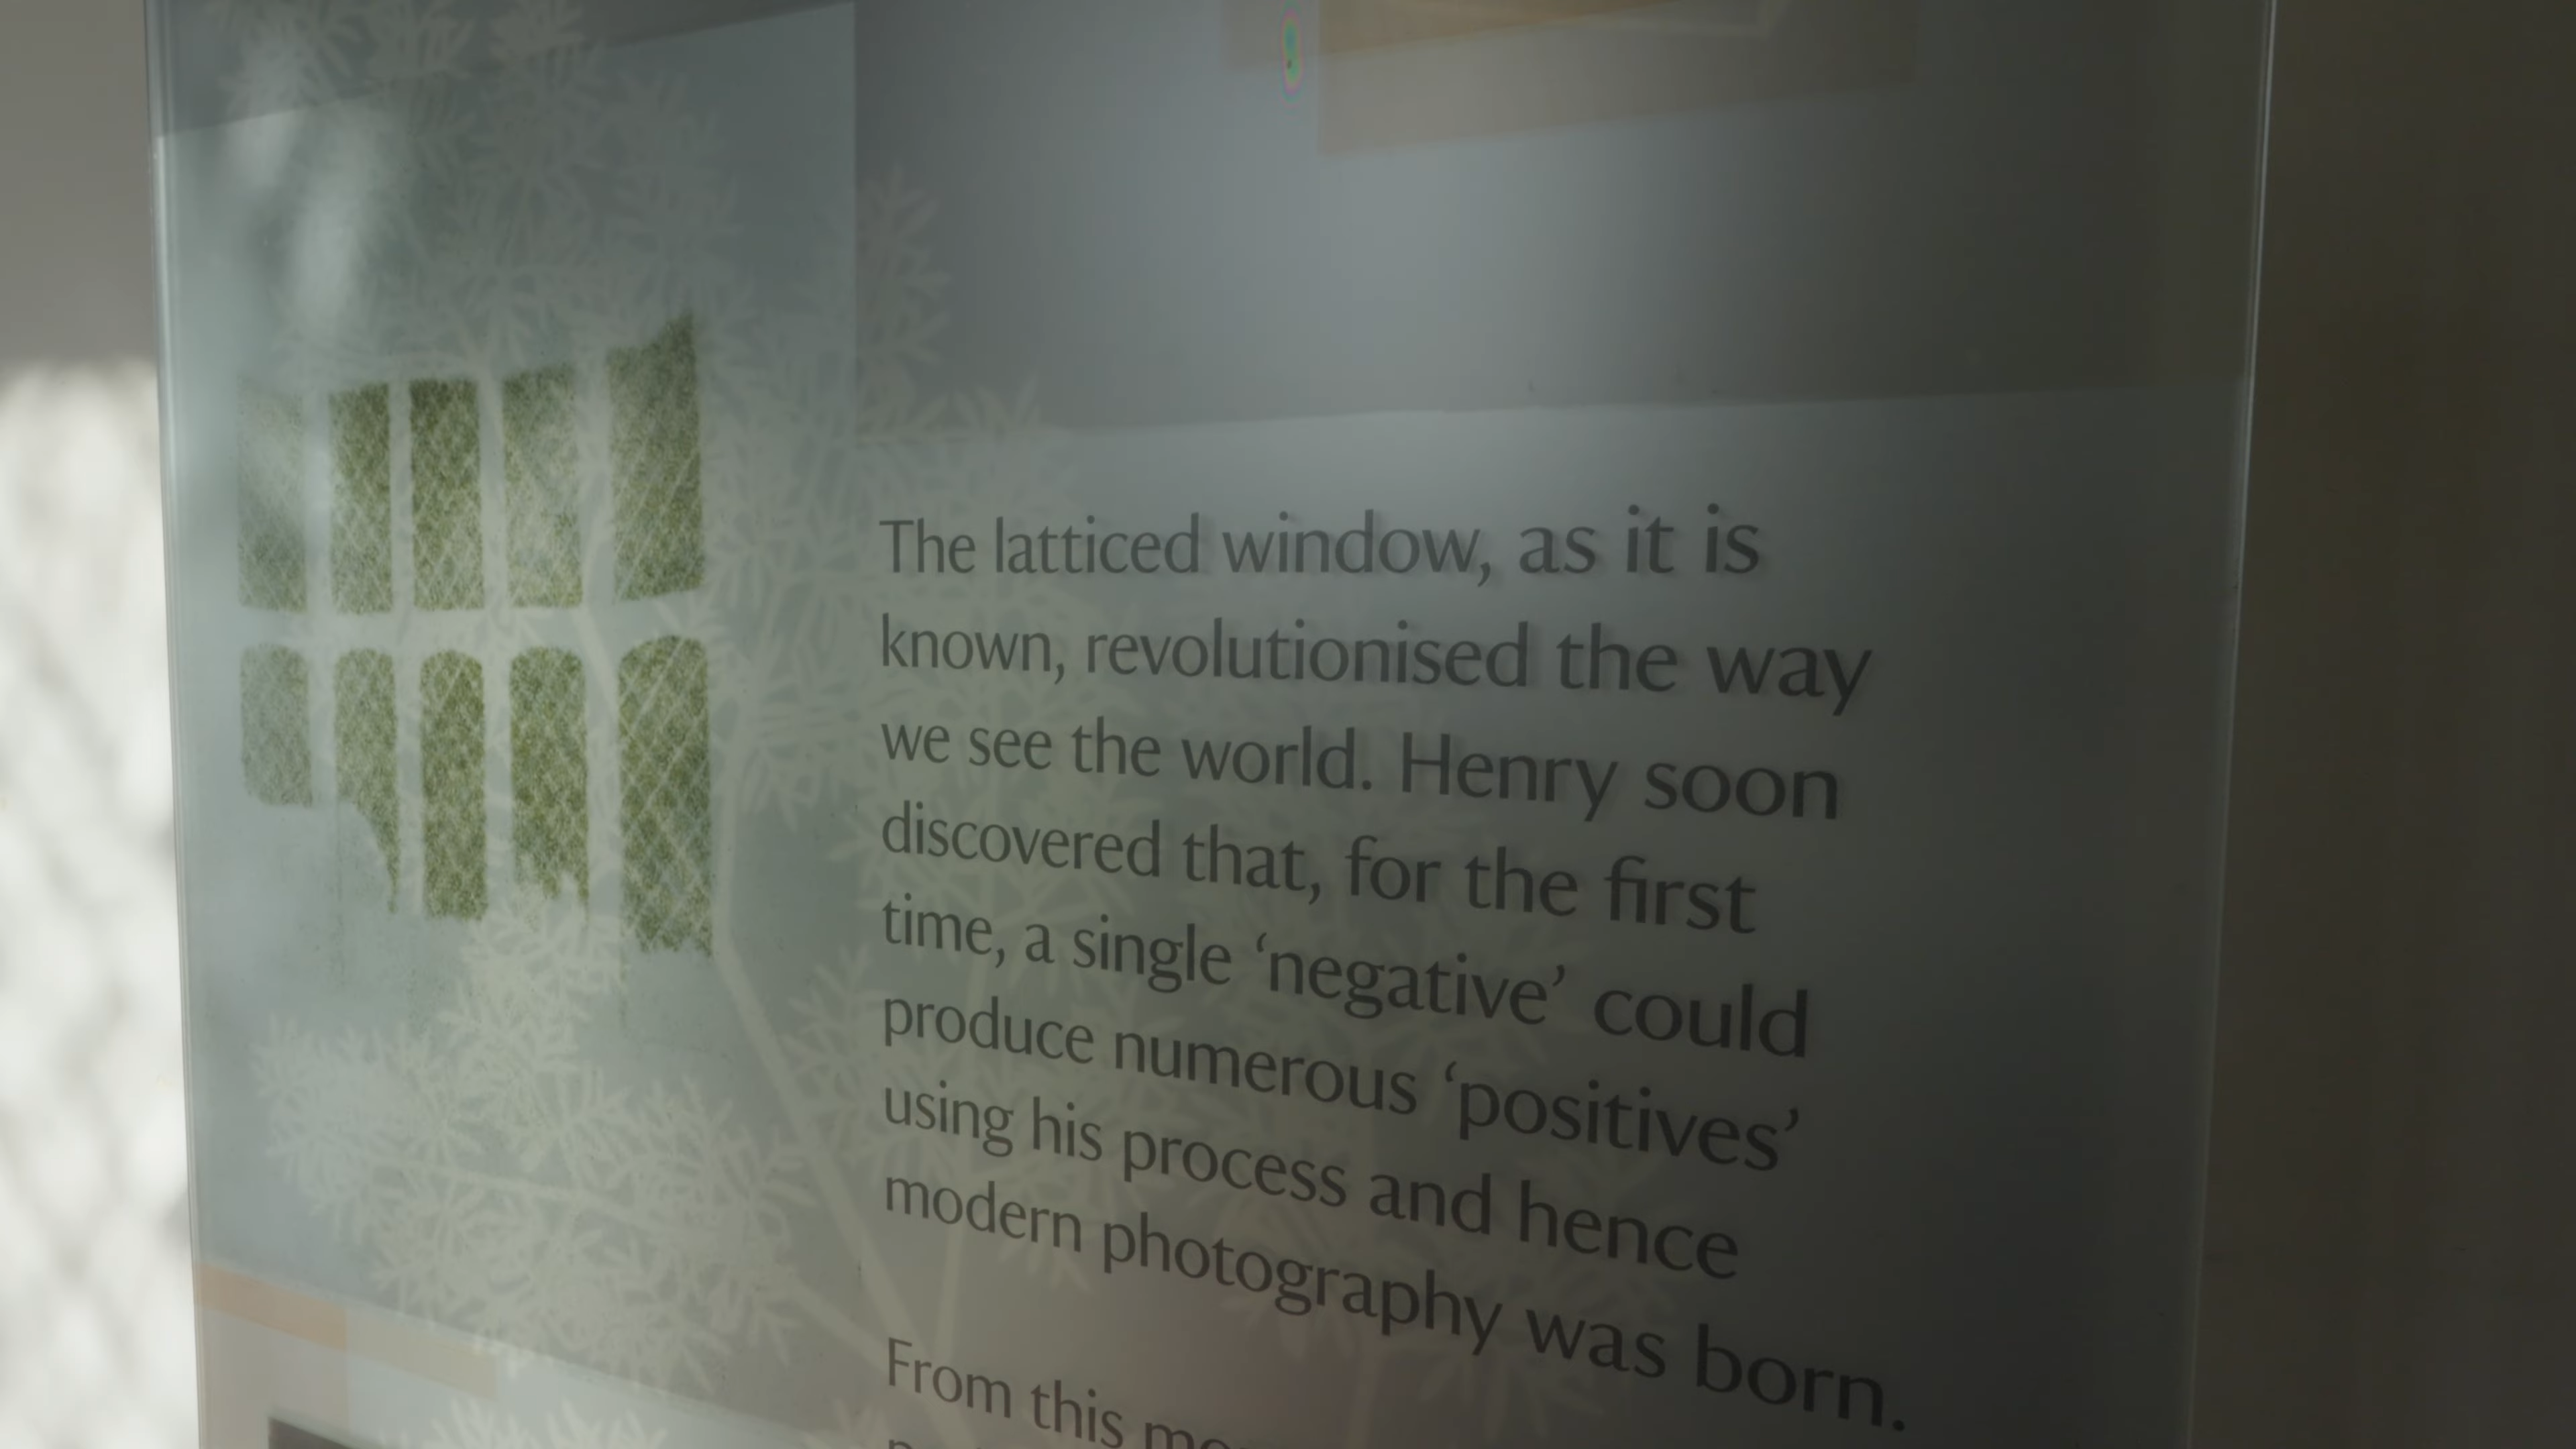 The latticed window, as it is
known, revolutionised the way
we see the world. Henry soon
discovered that, for the first
time, a single ‘negative’ could
produce numerous ‘positives’
using his process and hence
modern photography was born.
From this